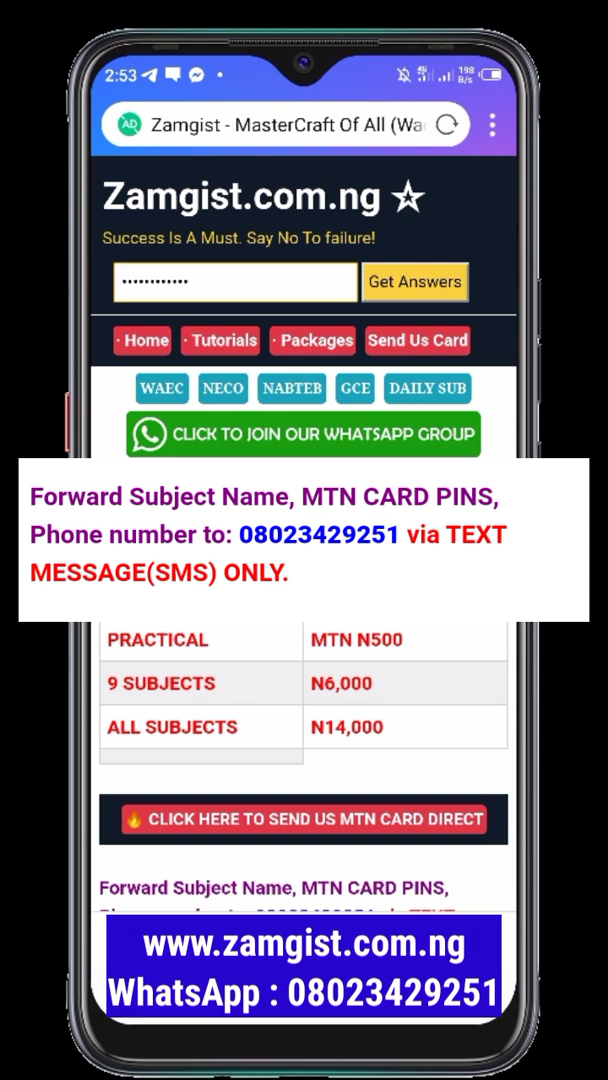 2:53
198
B/s
AD Zamgist - MasterCraft Of All (Wa
Zamgist.com.ng ☆
Success Is A Must. Say No To failure!
•••••••••••• Get Answers
· Home · Tutorials · Packages Send Us Card
WAEC NECO NABTEB GCE DAILY SUB
CLICK TO JOIN OUR WHATSAPP GROUP
Forward Subject Name, MTN CARD PINS,
Phone number to: 08023429251 via TEXT
MESSAGE(SMS) ONLY.
PRACTICAL MTN N500
9 SUBJECTS N6,000
ALL SUBJECTS N14,000
🔥 CLICK HERE TO SEND US MTN CARD DIRECT
Forward Subject Name, MTN CARD PINS,
www.zamgist.com.ng
WhatsApp : 08023429251